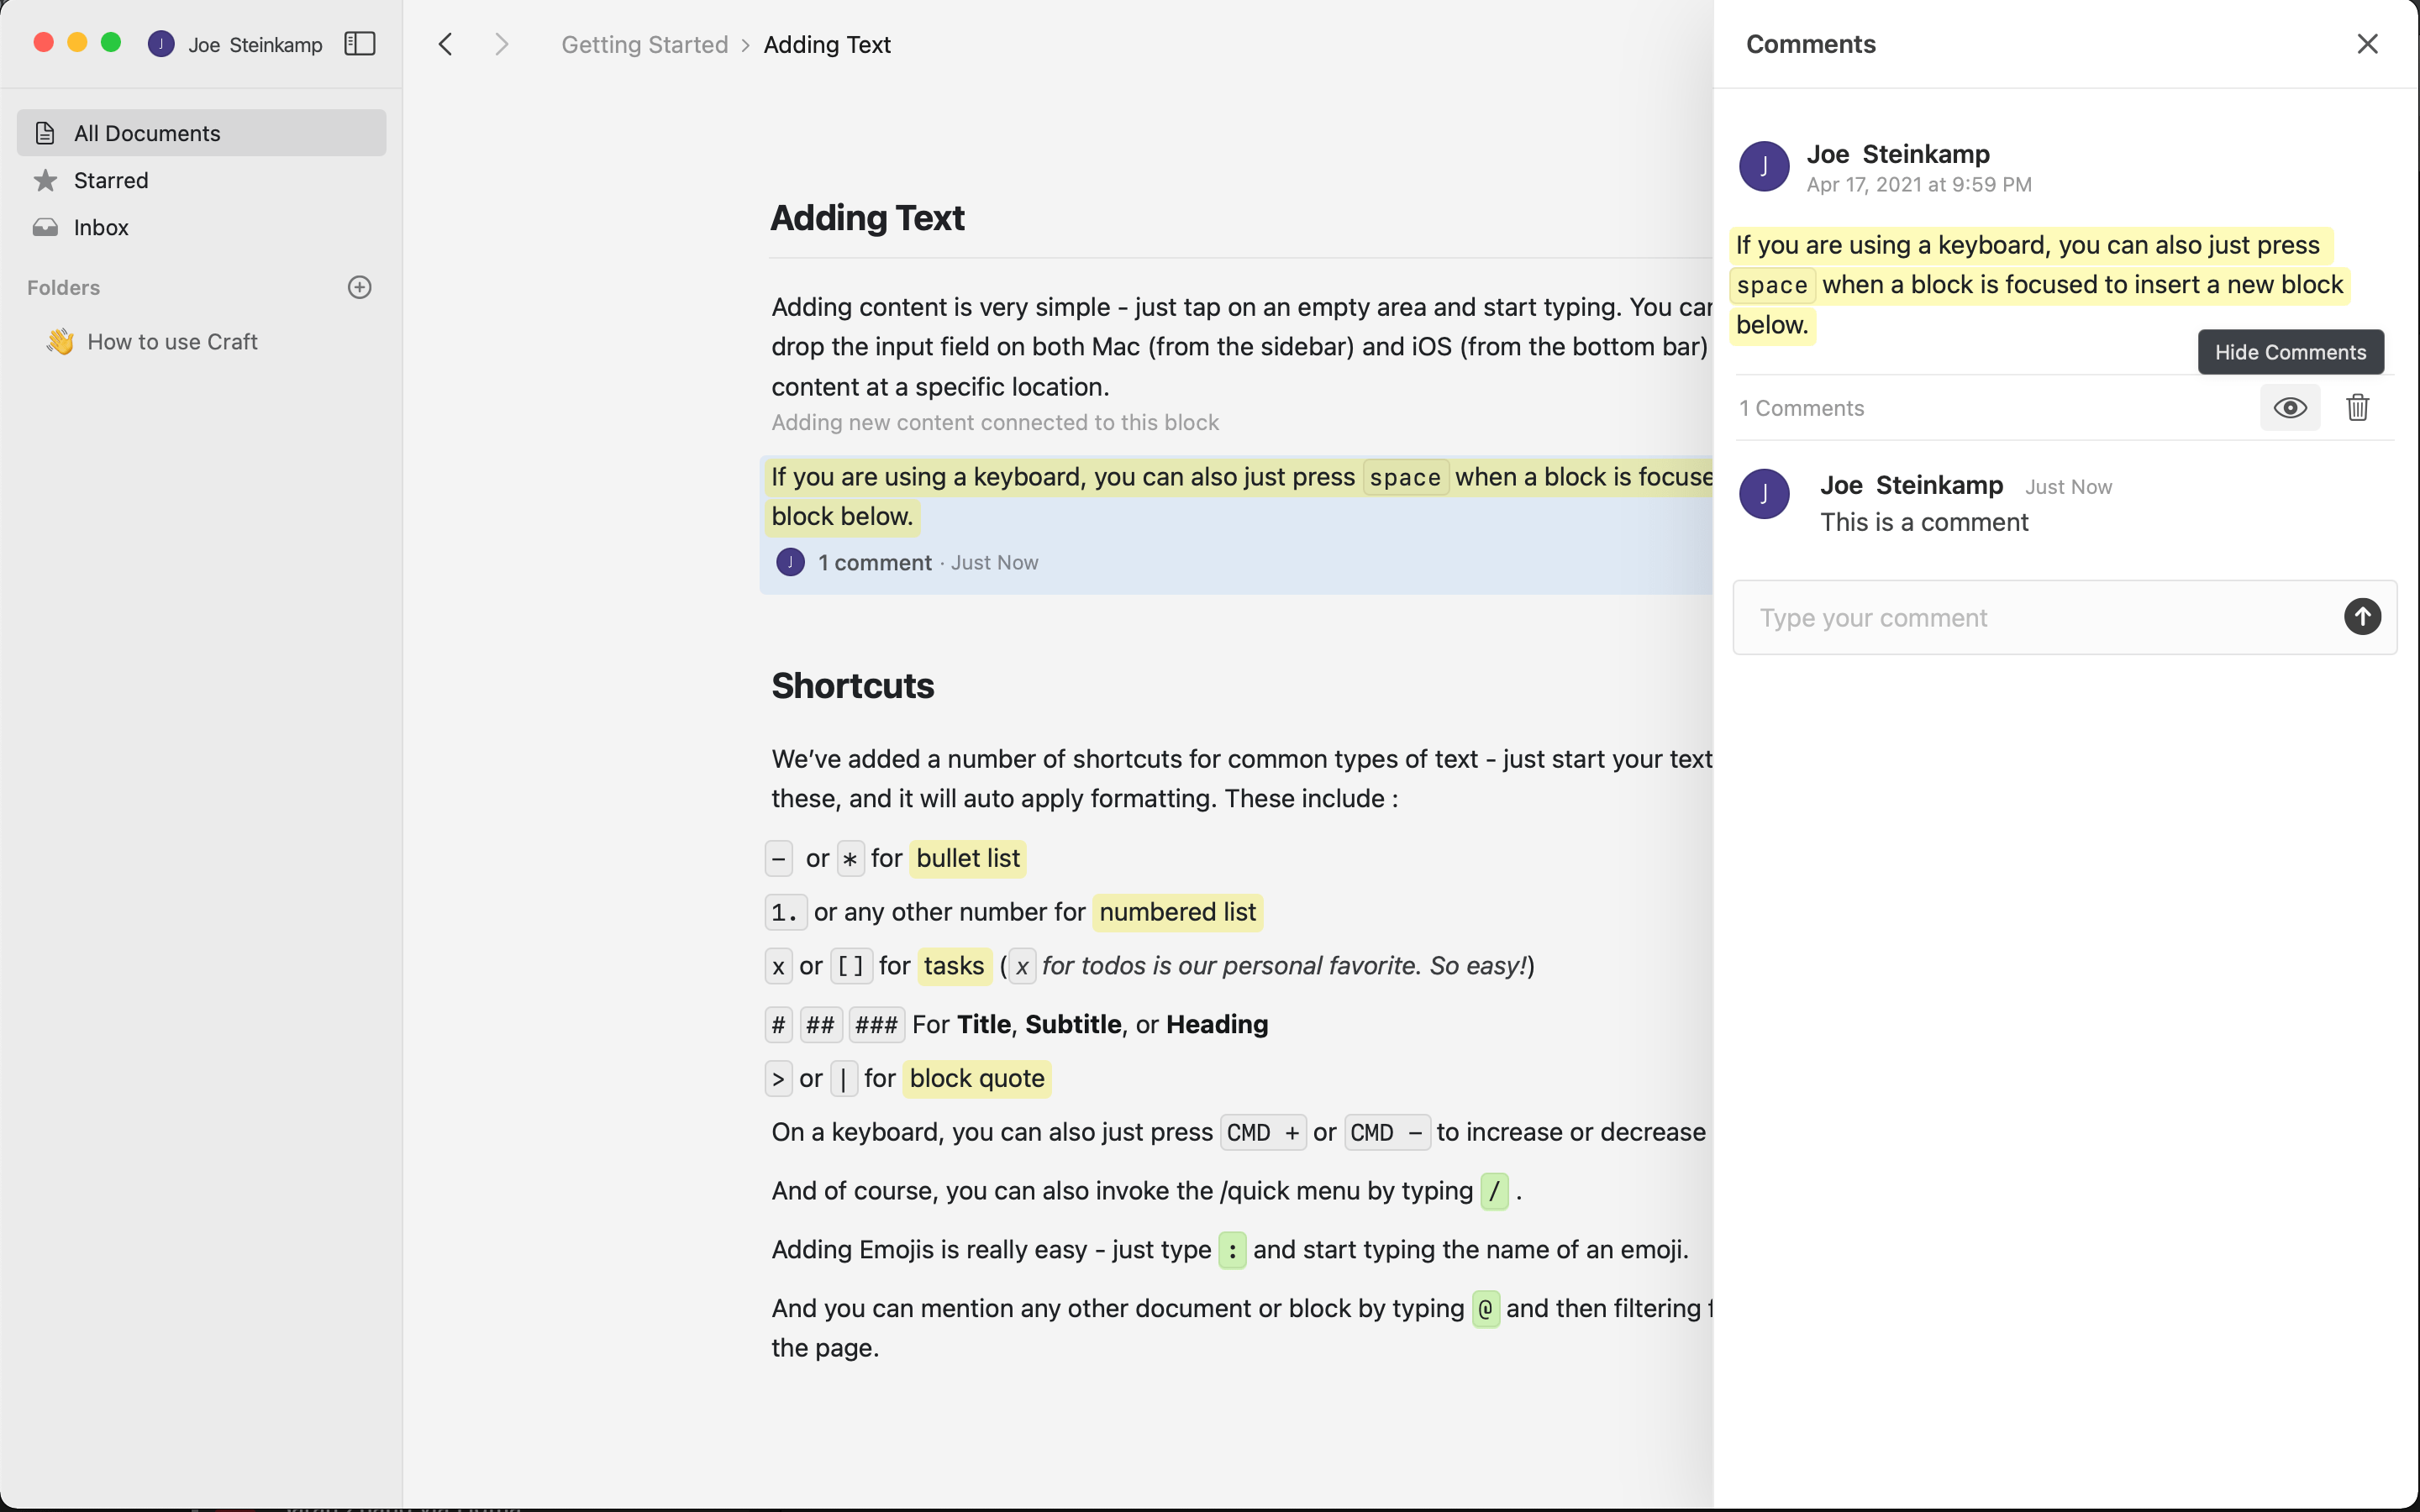 J Joe Steinkamp
All Documents
Starred
Inbox
Folders
👋 How to use Craft
Getting Started > Adding Text
Adding Text
Adding content is very simple - just tap on an empty area and start typing. You can
drop the input field on both Mac (from the sidebar) and iOS (from the bottom bar)
content at a specific location.
Adding new content connected to this block
If you are using a keyboard, you can also just press space when a block is focuse
block below.
J 1 comment · Just Now
Shortcuts
We’ve added a number of shortcuts for common types of text - just start your text
these, and it will auto apply formatting. These include :
– or * for bullet list
1. or any other number for numbered list
x or [] for tasks (x for todos is our personal favorite. So easy!)
# ## ### For Title, Subtitle, or Heading
> or | for block quote
On a keyboard, you can also just press CMD + or CMD – to increase or decrease
And of course, you can also invoke the /quick menu by typing / .
Adding Emojis is really easy - just type : and start typing the name of an emoji.
And you can mention any other document or block by typing @ and then filtering
the page.
Comments
J Joe Steinkamp
Apr 17, 2021 at 9:59 PM
If you are using a keyboard, you can also just press
space when a block is focused to insert a new block
below.
Hide Comments
1 Comments
J Joe Steinkamp Just Now
This is a comment
Type your comment